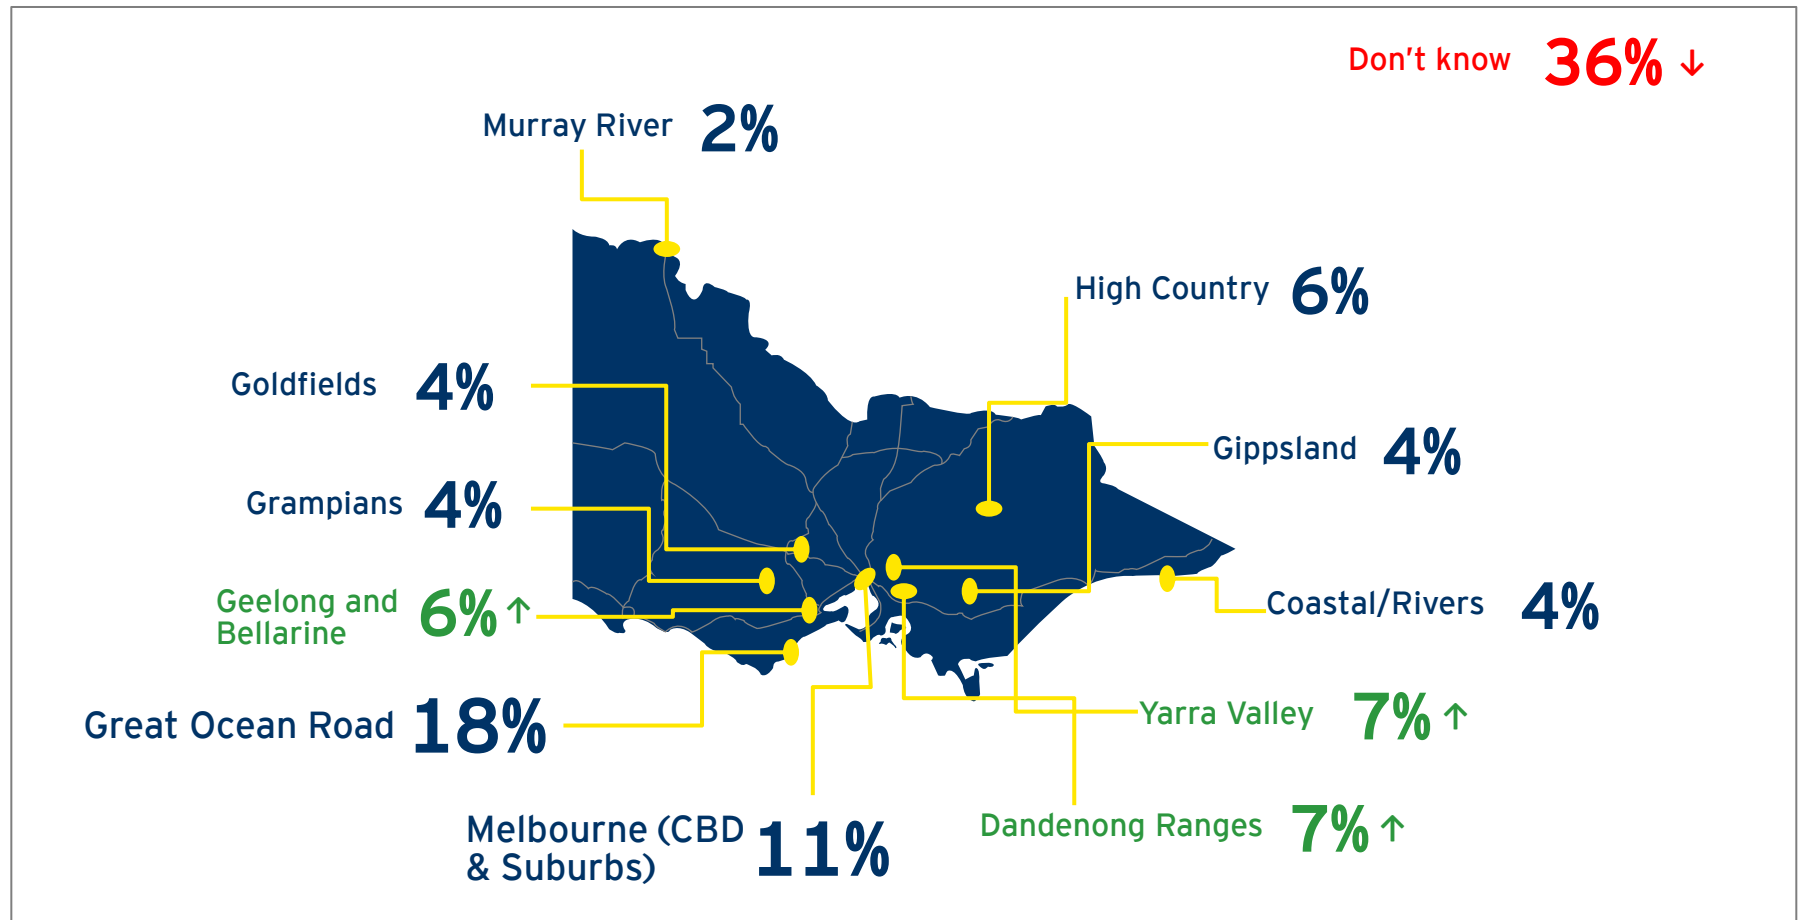 Don't know 36% ↓
Murray River 2%
High Country 6%
Goldfields 4%
Gippsland 4%
Grampians 4%
Geelong and
Bellarine 6% ↑
Coastal/Rivers 4%
Great Ocean Road 18%
Yarra Valley 7% ↑
Melbourne (CBD
& Suburbs) 11%
Dandenong Ranges 7% ↑